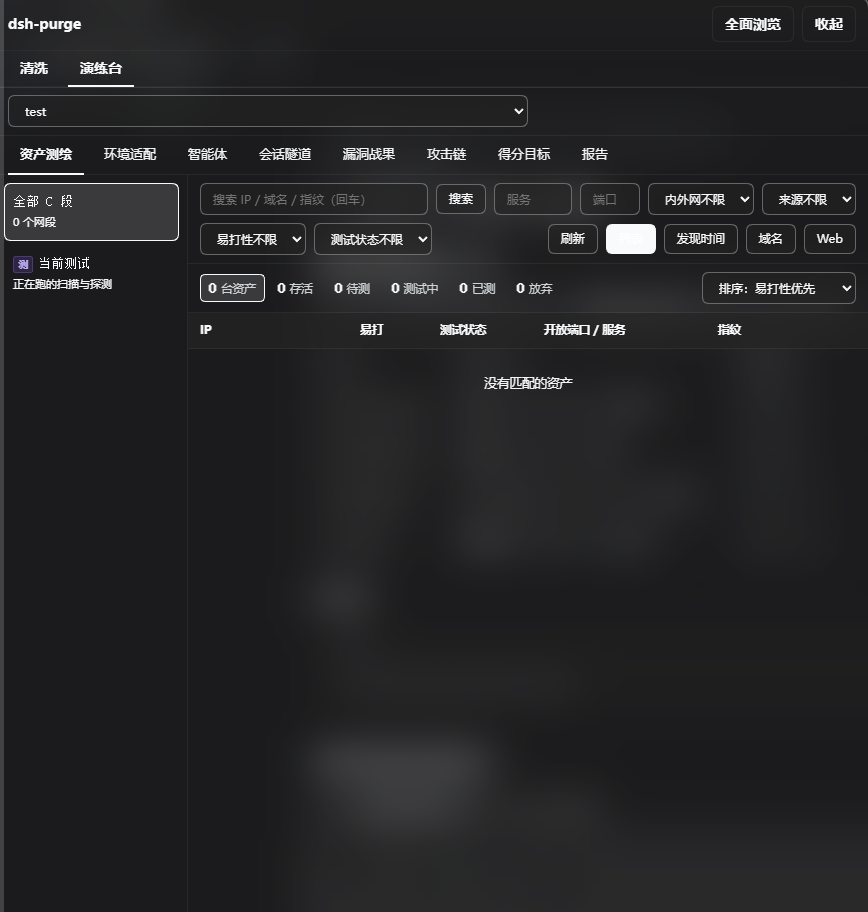 dsh-purge 全面浏览 收起
清洗 演练台
test
资产测绘 环境适配 智能体 会话隧道 漏洞战果 攻击链 得分目标 报告
全部 C 段
0 个网段
测 当前测试
正在跑的扫描与探测
搜索 IP / 域名 / 指纹（回车） 搜索 服务 端口 内外网不限 来源不限
易打性不限 测试状态不限 刷新 发现时间 域名 Web
0 台资产 0 存活 0 待测 0 测试中 0 已测 0 放弃 排序：易打性优先
IP 易打 测试状态 开放端口 / 服务 指纹
没有匹配的资产